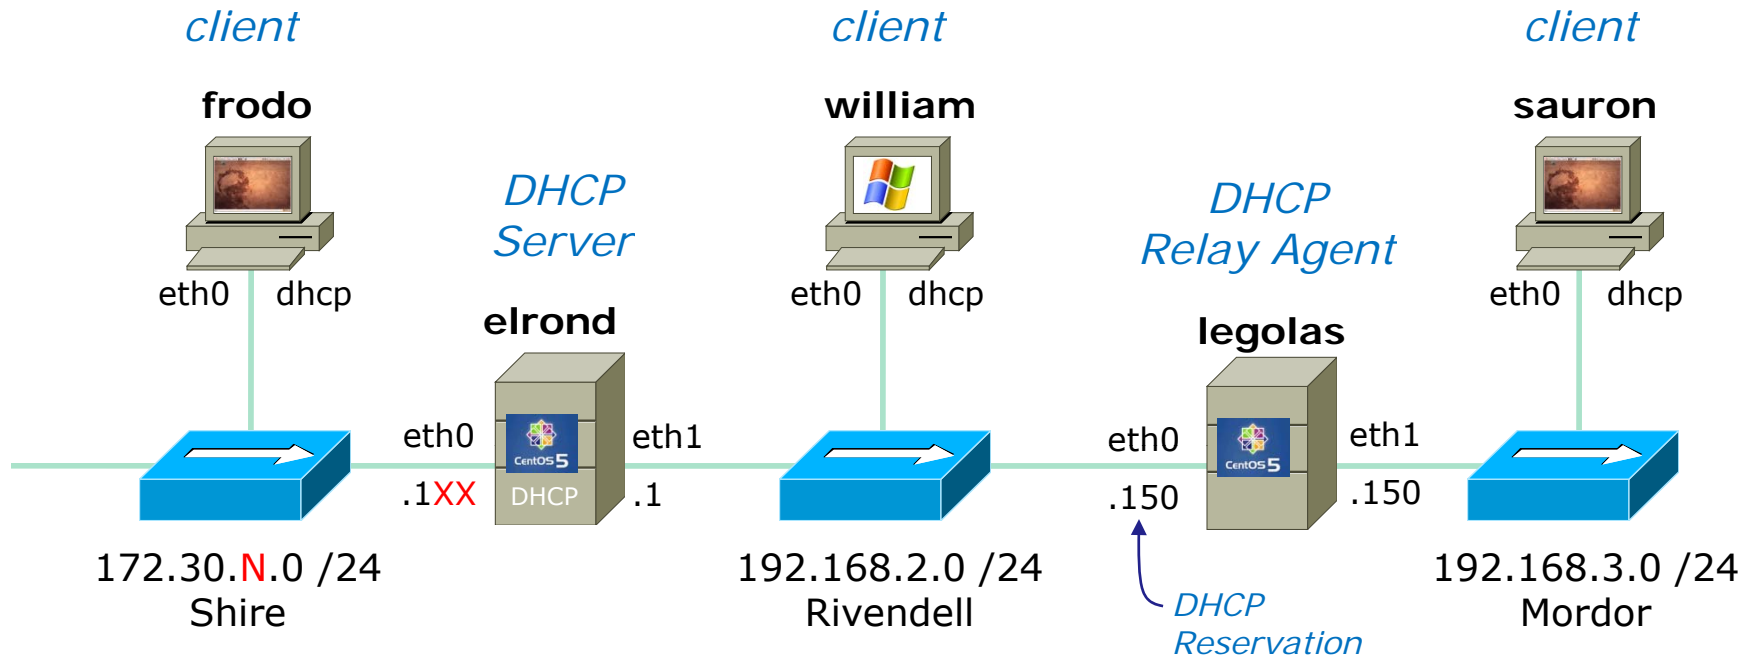 client
client
client
frodo
william
sauron
DHCP
Server
DHCP
Relay Agent
eth0 dhcp
eth0 dhcp
eth0 dhcp
elrond
legolas
eth0
eth1
eth0
eth1
CentOS 5
CentOS 5
.1XX
DHCP
.1
.150
.150
172.30.N.0 /24
Shire
192.168.2.0 /24
Rivendell
192.168.3.0 /24
Mordor
DHCP
Reservation